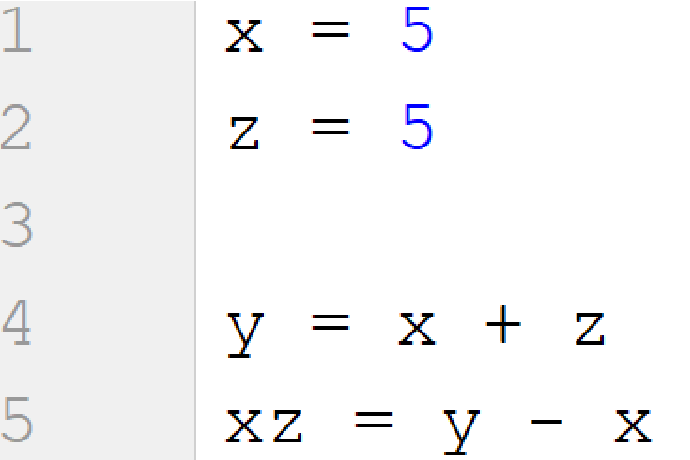 1 x = 5
2 z = 5
3
4 y = x + z
5 xz = y - x